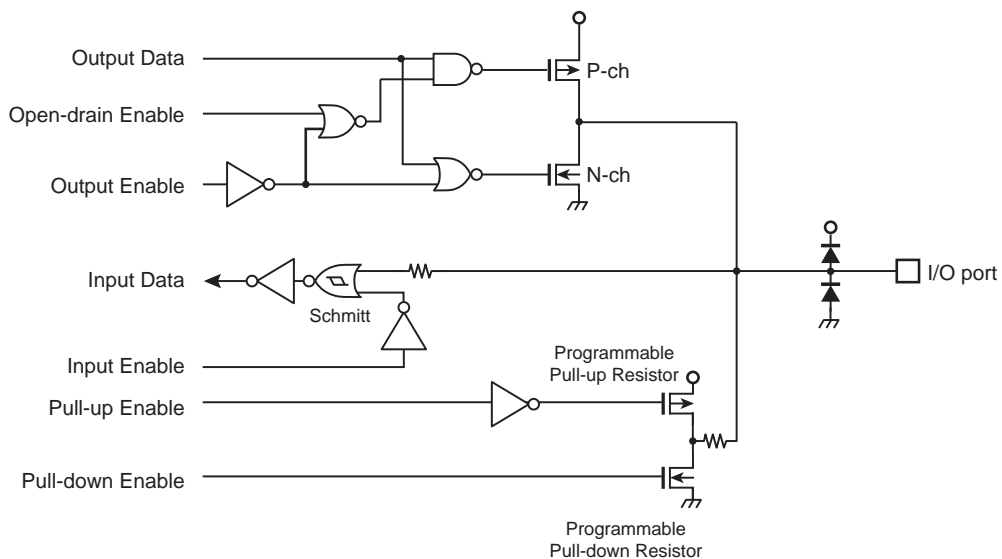 Output Data
P-ch
Open-drain Enable
Output Enable
N-ch
Input Data
Schmitt
I/O port
Input Enable
Programmable
Pull-up Resistor
Pull-up Enable
Pull-down Enable
Programmable
Pull-down Resistor